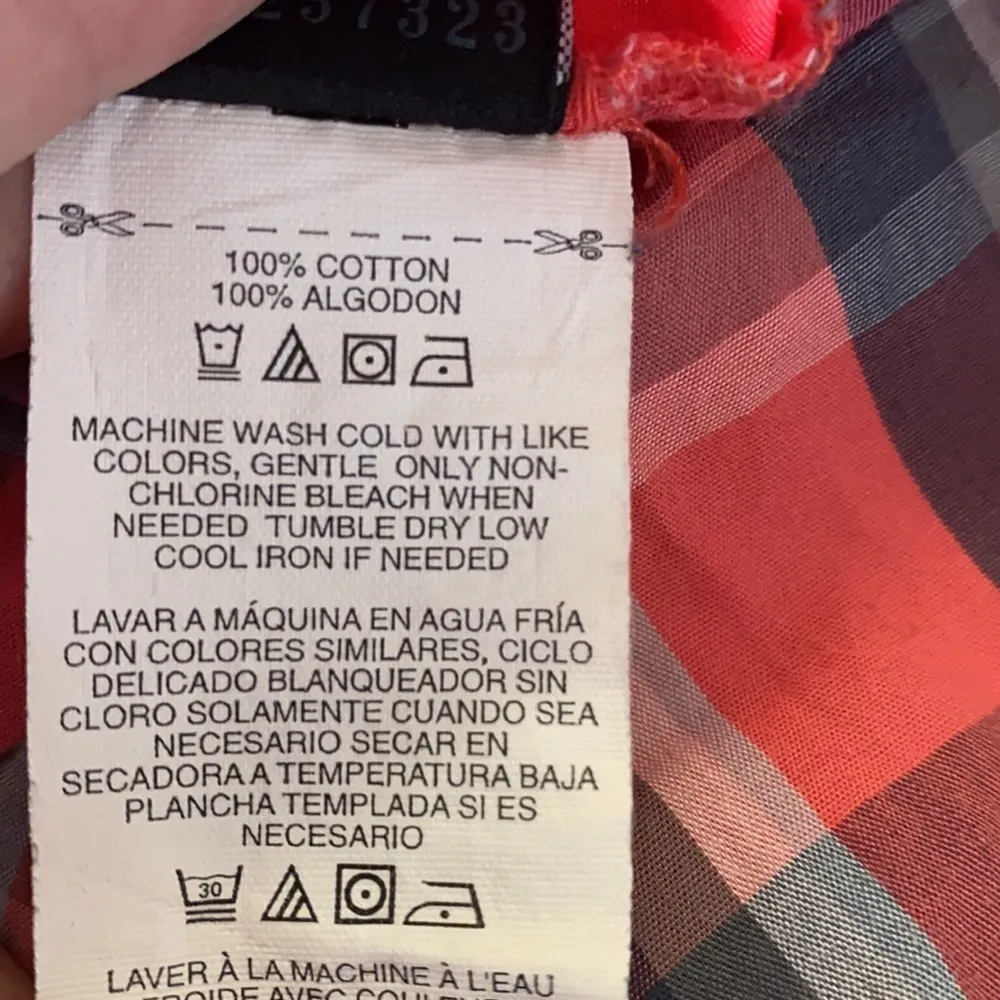 7323
100% COTTON
100% ALGODON
MACHINE WASH COLD WITH LIKE
COLORS, GENTLE ONLY NON-
CHLORINE BLEACH WHEN
NEEDED TUMBLE DRY LOW
COOL IRON IF NEEDED
LAVAR A MÁQUINA EN AGUA FRÍA
CON COLORES SIMILARES, CICLO
DELICADO BLANQUEADOR SIN
CLORO SOLAMENTE CUANDO SEA
NECESARIO SECAR EN
SECADORA A TEMPERATURA BAJA
PLANCHA TEMPLADA SI ES
NECESARIO
30
LAVER À LA MACHINE À L'EAU
AVEC